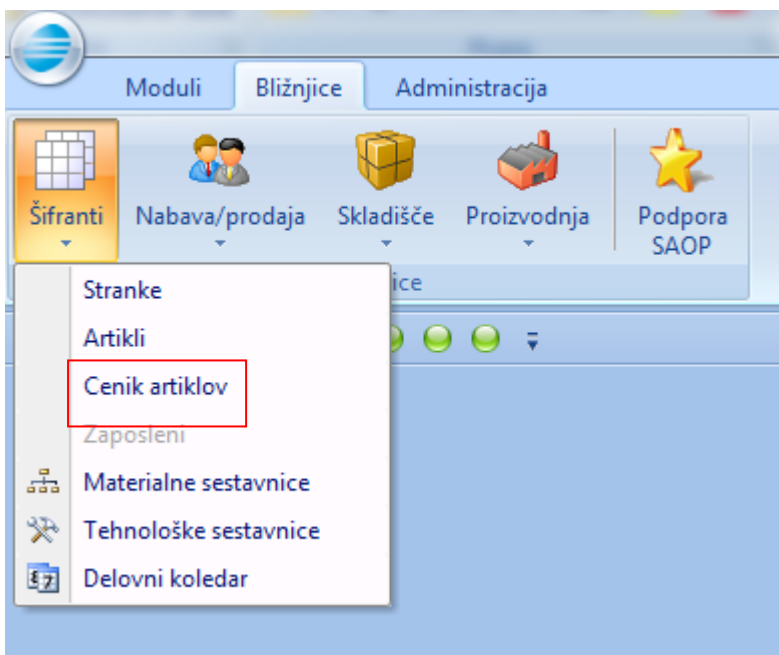 Moduli Bližnjice Administracija
Šifranti Nabava/prodaja Skladišče Proizvodnja Podpora
SAOP
ice
Stranke
Artikli
Cenik artiklov
Zaposleni
Materialne sestavnice
Tehnološke sestavnice
Delovni koledar